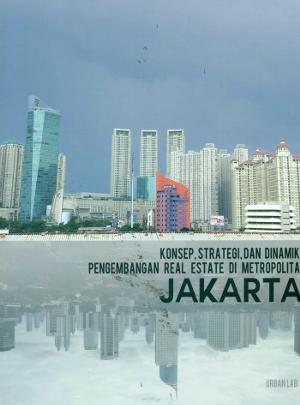 KONSEP, STRATEGI, DAN DINAMIK
PENGEMBANGAN REAL ESTATE DI METROPOLITA
JAKARTA
URBAN LAB